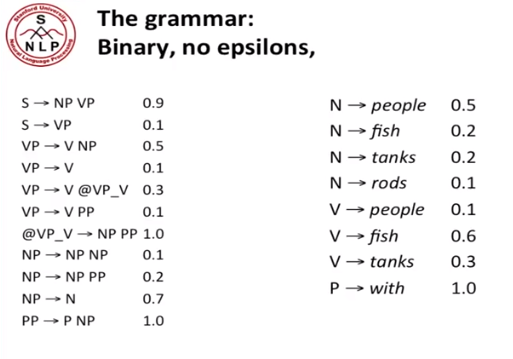 Stanford University
S
N L P
Natural Language Processing
The grammar:
Binary, no epsilons,
S → NP VP 0.9
S → VP 0.1
VP → V NP 0.5
VP → V 0.1
VP → V @VP_V 0.3
VP → V PP 0.1
@VP_V → NP PP 1.0
NP → NP NP 0.1
NP → NP PP 0.2
NP → N 0.7
PP → P NP 1.0
N → people 0.5
N → fish 0.2
N → tanks 0.2
N → rods 0.1
V → people 0.1
V → fish 0.6
V → tanks 0.3
P → with 1.0